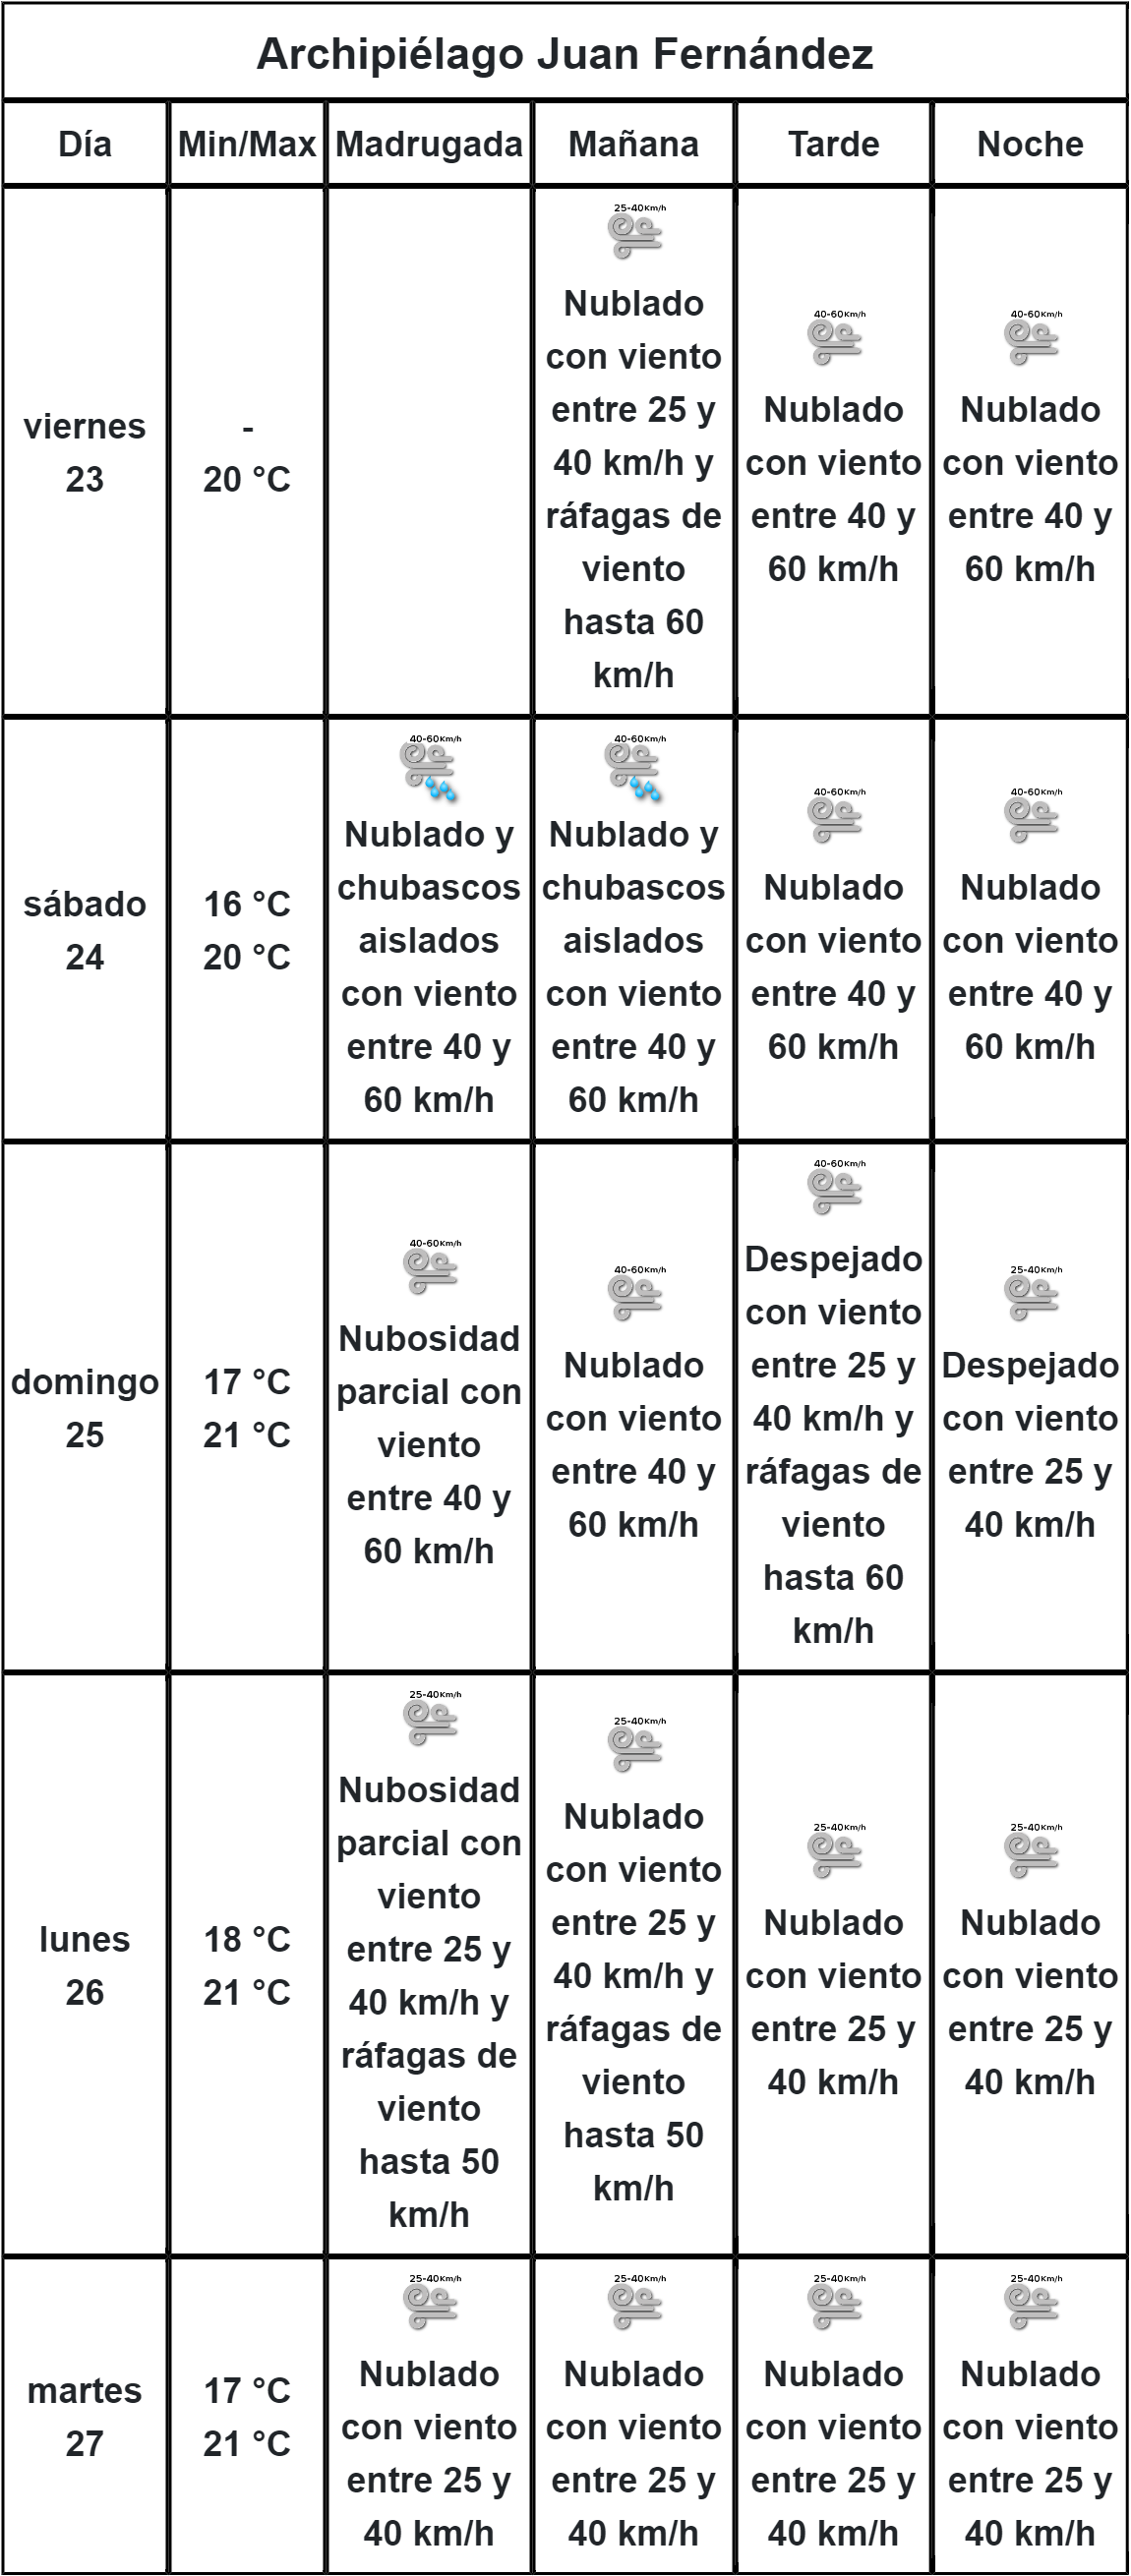 Archipiélago Juan Fernández
Día
Min/Max
Madrugada
Mañana
Tarde
Noche
viernes
23
-
20 °C
25-40Km/h
Nublado
con viento
entre 25 y
40 km/h y
ráfagas de
viento
hasta 60
km/h
40-60Km/h
Nublado
con viento
entre 40 y
60 km/h
40-60Km/h
Nublado
con viento
entre 40 y
60 km/h
sábado
24
16 °C
20 °C
40-60Km/h
Nublado y
chubascos
aislados
con viento
entre 40 y
60 km/h
40-60Km/h
Nublado y
chubascos
aislados
con viento
entre 40 y
60 km/h
40-60Km/h
Nublado
con viento
entre 40 y
60 km/h
40-60Km/h
Nublado
con viento
entre 40 y
60 km/h
domingo
25
17 °C
21 °C
40-60Km/h
Nubosidad
parcial con
viento
entre 40 y
60 km/h
40-60Km/h
Nublado
con viento
entre 40 y
60 km/h
40-60Km/h
Despejado
con viento
entre 25 y
40 km/h y
ráfagas de
viento
hasta 60
km/h
25-40Km/h
Despejado
con viento
entre 25 y
40 km/h
lunes
26
18 °C
21 °C
25-40Km/h
Nubosidad
parcial con
viento
entre 25 y
40 km/h y
ráfagas de
viento
hasta 50
km/h
25-40Km/h
Nublado
con viento
entre 25 y
40 km/h y
ráfagas de
viento
hasta 50
km/h
25-40Km/h
Nublado
con viento
entre 25 y
40 km/h
25-40Km/h
Nublado
con viento
entre 25 y
40 km/h
martes
27
17 °C
21 °C
25-40Km/h
Nublado
con viento
entre 25 y
40 km/h
25-40Km/h
Nublado
con viento
entre 25 y
40 km/h
25-40Km/h
Nublado
con viento
entre 25 y
40 km/h
25-40Km/h
Nublado
con viento
entre 25 y
40 km/h